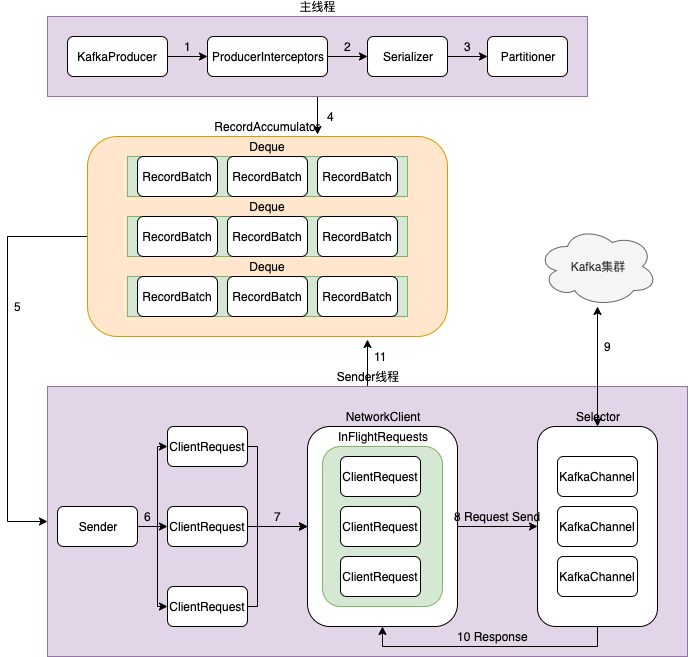 主线程
KafkaProducer
1
ProducerInterceptors
2
Serializer
3
Partitioner
4
RecordAccumulator
Deque
RecordBatch
RecordBatch
RecordBatch
Deque
RecordBatch
RecordBatch
RecordBatch
Deque
RecordBatch
RecordBatch
RecordBatch
Kafka集群
5
9
11
Sender线程
NetworkClient
Selector
InFlightRequests
ClientRequest
ClientRequest
KafkaChannel
Sender
6
ClientRequest
7
ClientRequest
8 Request Send
KafkaChannel
ClientRequest
ClientRequest
KafkaChannel
10 Response